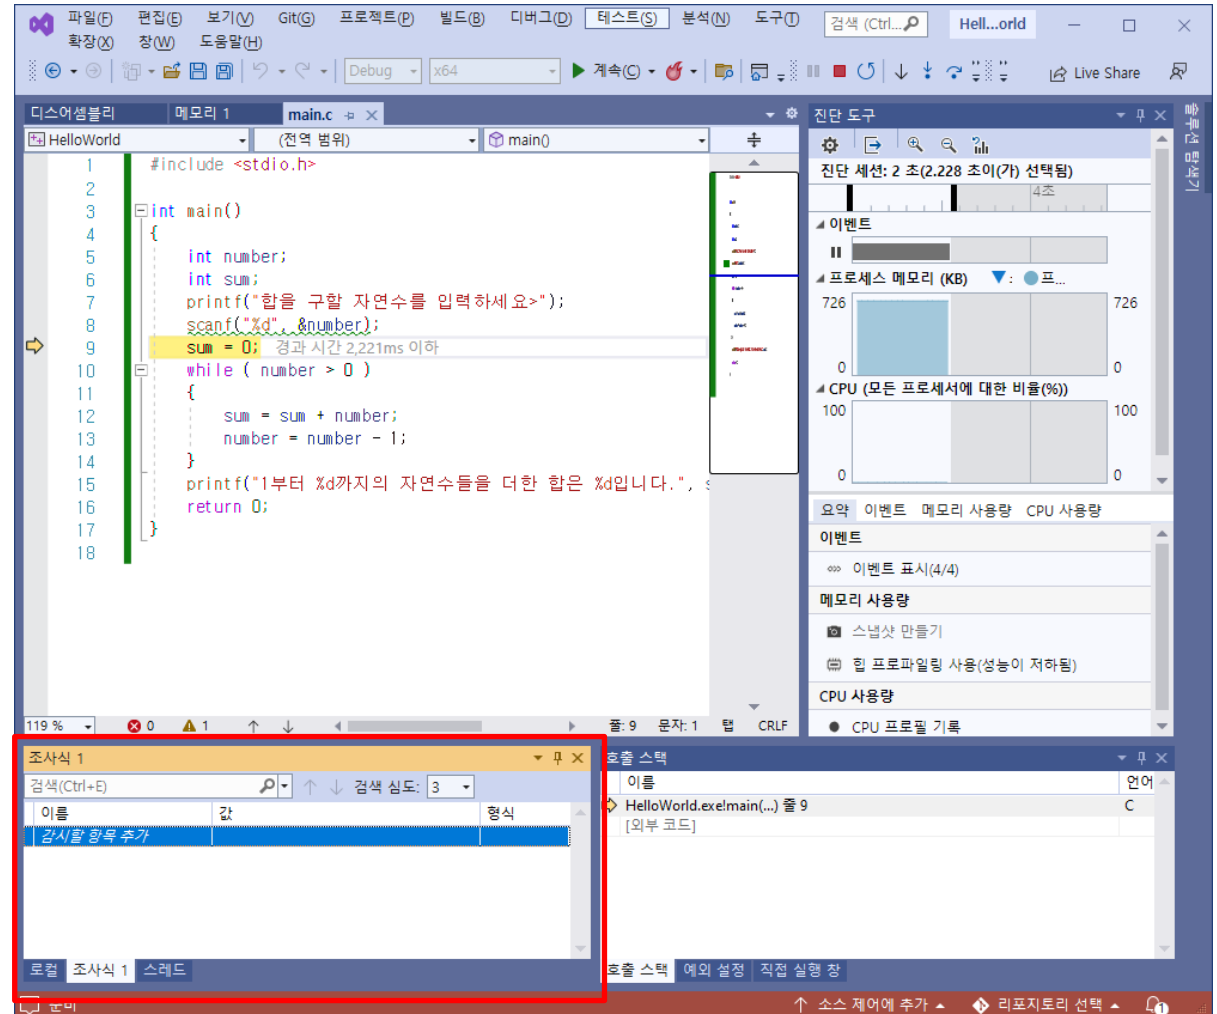 파일(F) 편집(E) 보기(V) Git(G) 프로젝트(P) 빌드(B) 디버그(D) 테스트(S) 분석(N) 도구(T) 검색 (Ctrl... Hell...orld
확장(X) 창(W) 도움말(H)
Debug x64 계속(C) Live Share
디스어셈블리 메모리 1 main.c
HelloWorld (전역 범위) main()
1 #include <stdio.h>
2
3 int main()
4 {
5 int number;
6 int sum;
7 printf("합을 구할 자연수를 입력하세요>");
8 scanf("%d", &number);
9 sum = 0; 경과 시간 2,221ms 이하
10 while ( number > 0 )
11 {
12 sum = sum + number;
13 number = number - 1;
14 }
15 printf("1부터 %d까지의 자연수들을 더한 합은 %d입니다.", s
16 return 0;
17 }
18
119 % 0 1 줄: 9 문자: 1 탭 CRLF
진단 도구
진단 세션: 2 초(2.228 초이(가) 선택됨)
4초
이벤트
프로세스 메모리 (KB) : 프...
726 726
0 0
CPU (모든 프로세서에 대한 비율(%))
100 100
0 0
요약 이벤트 메모리 사용량 CPU 사용량
이벤트
이벤트 표시(4/4)
메모리 사용량
스냅샷 만들기
힙 프로파일링 사용(성능이 저하됨)
CPU 사용량
CPU 프로필 기록
솔루션 탐색기
조사식 1
검색(Ctrl+E) 검색 심도: 3
이름 값 형식
감시할 항목 추가
로컬 조사식 1 스레드
호출 스택
이름 언어
HelloWorld.exe!main(...) 줄 9 C
[외부 코드]
호출 스택 예외 설정 직접 실행 창
준비 소스 제어에 추가 리포지토리 선택 1